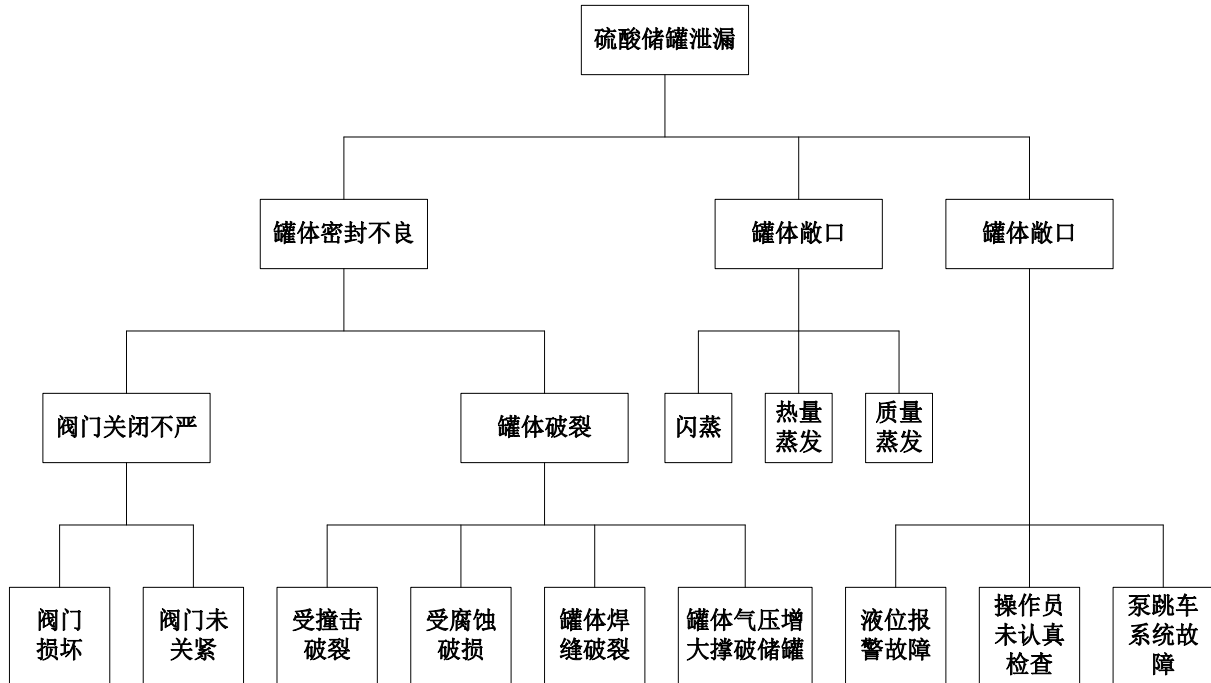 硫酸储罐泄漏
罐体密封不良
罐体敞口
罐体敞口
阀门关闭不严
罐体破裂
闪蒸
热量
蒸发
质量
蒸发
阀门
损坏
阀门未
关紧
受撞击
破裂
受腐蚀
破损
罐体焊
缝破裂
罐体气压增
大撑破储罐
液位报
警故障
操作员
未认真
检查
泵跳车
系统故
障